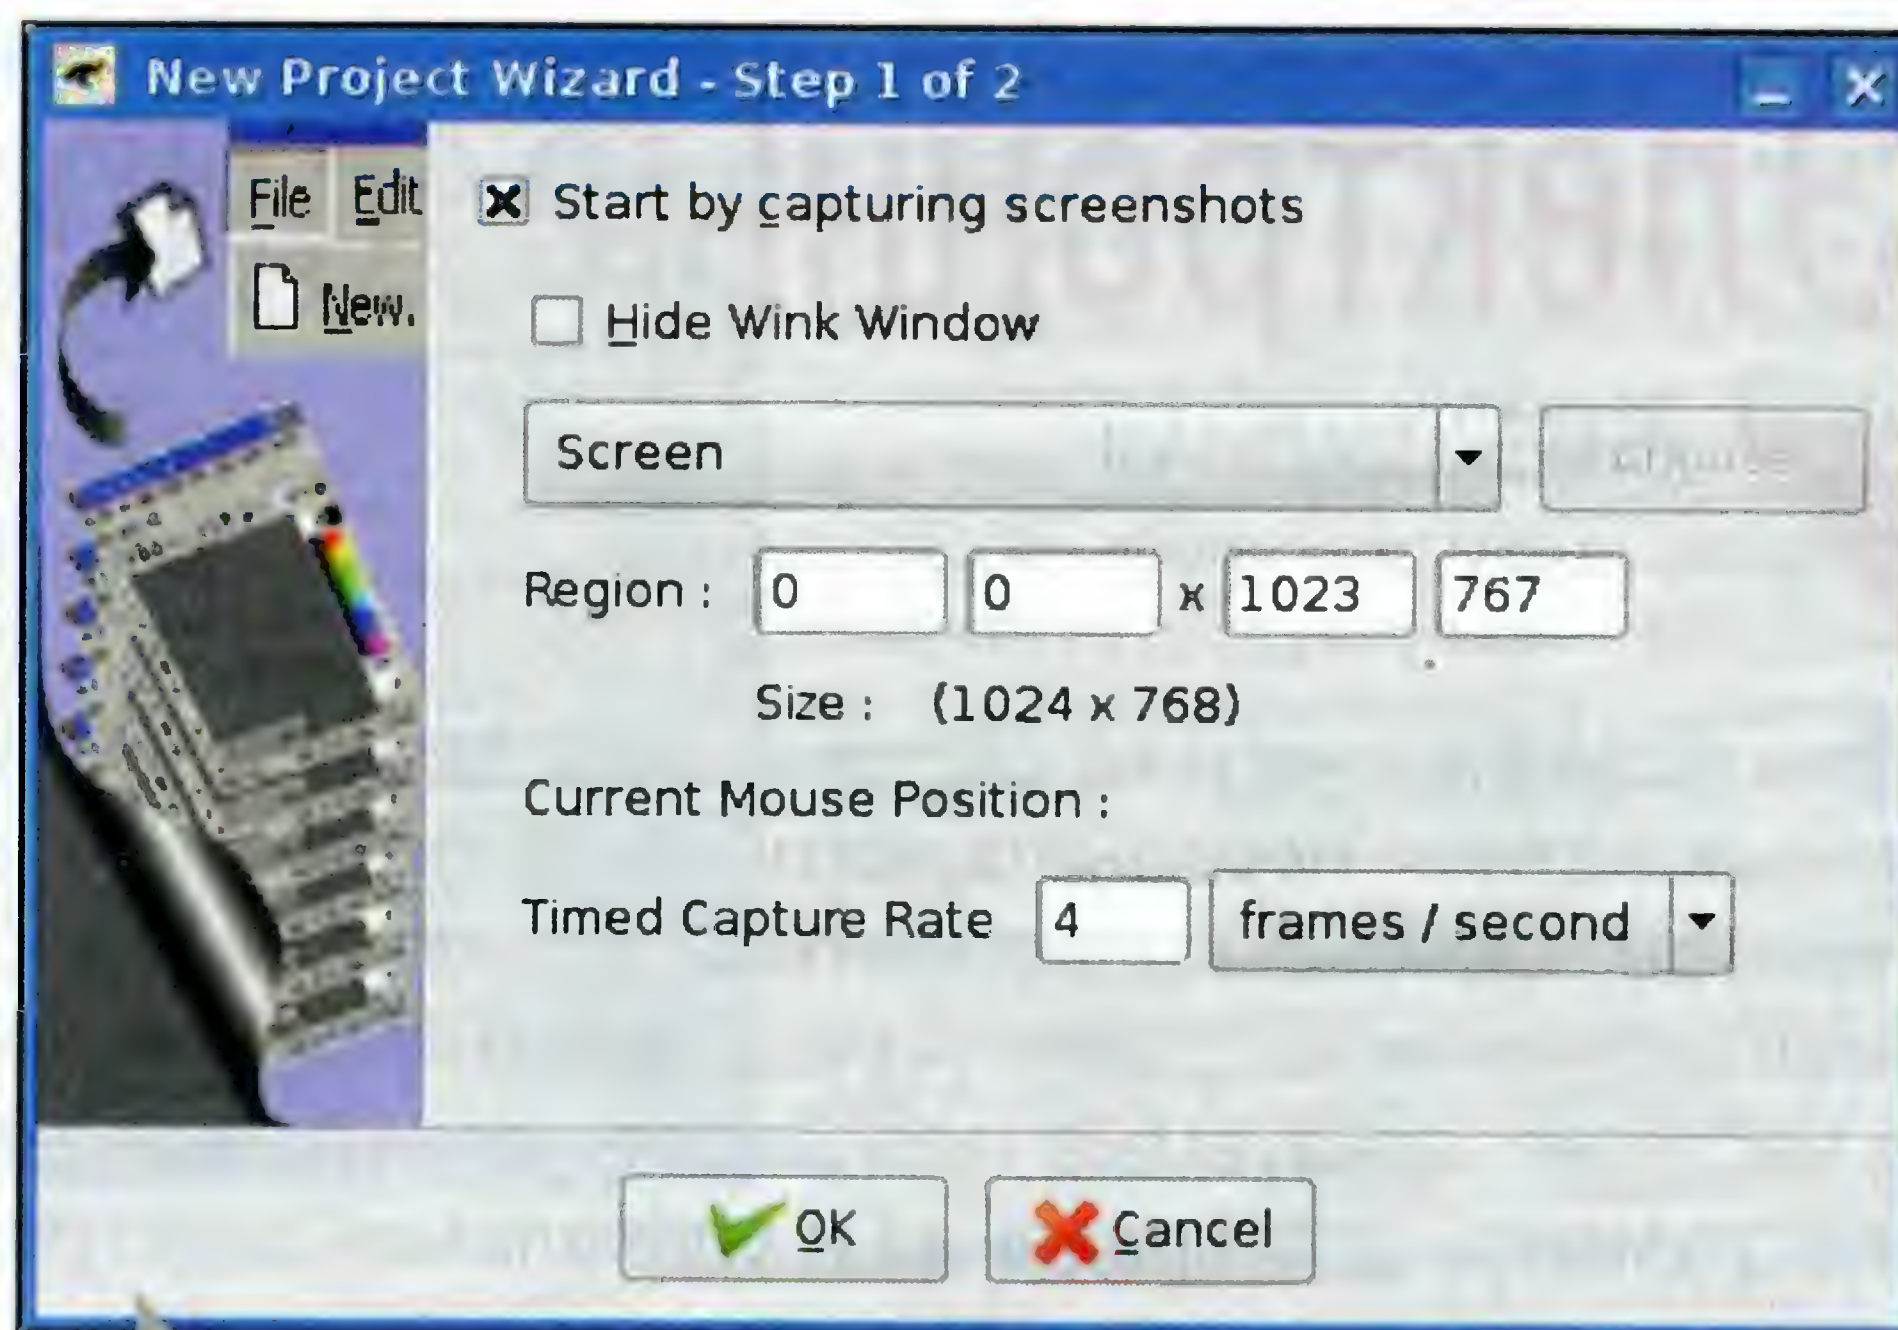 New Project Wizard - Step 1 of 2
File Edit
New.
Start by capturing screenshots
Hide Wink Window
Screen
Region : 0 0 x 1023 767
Size : (1024 x 768)
Current Mouse Position :
Timed Capture Rate 4 frames / second
OK Cancel